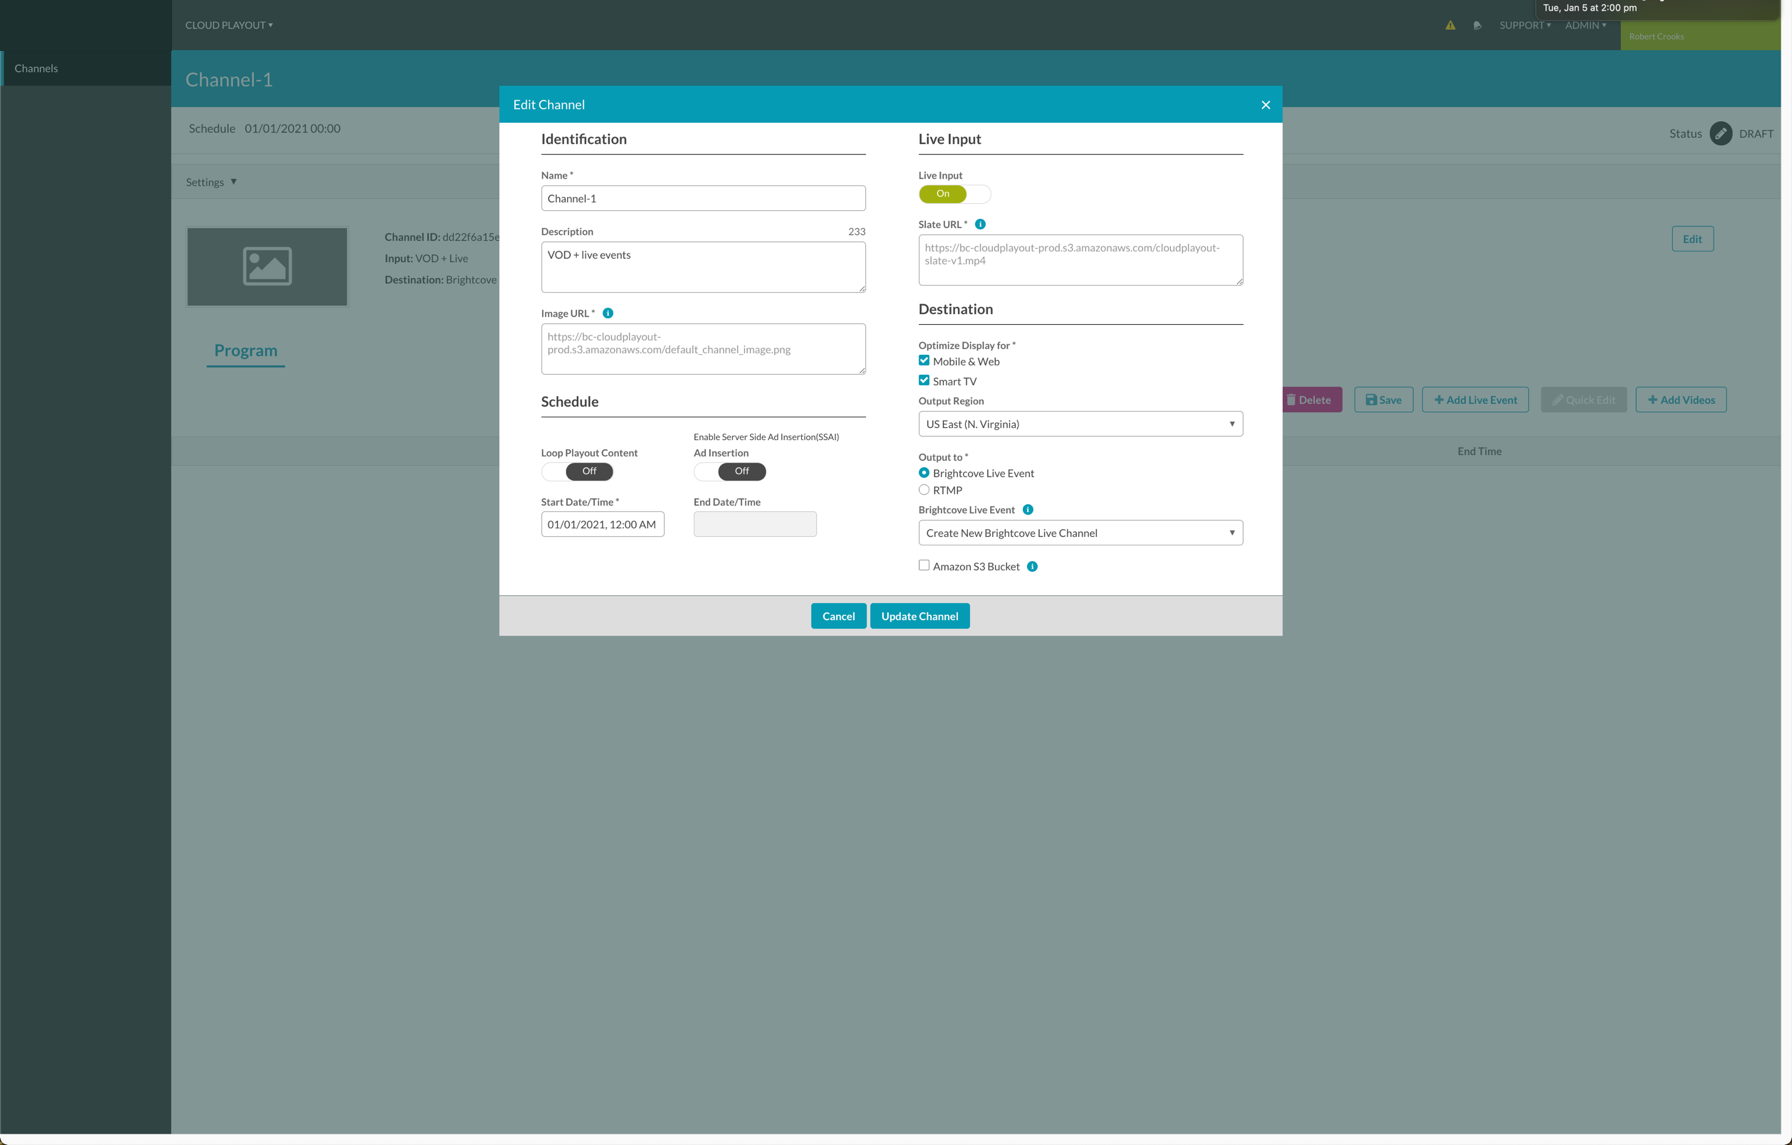 Tue, Jan 5 at 2:00 pm
CLOUD PLAYOUT
SUPPORT
ADMIN
Robert Crooks
Channels
Channel-1
Schedule 01/01/2021 00:00
Status DRAFT
Settings
Channel ID: dd22f6a15e
Input: VOD + Live
Destination: Brightcove
Edit
Program
Delete
Save
+ Add Live Event
Quick Edit
+ Add Videos
End Time
Edit Channel
Identification
Name *
Channel-1
Description 233
VOD + live events
Image URL *
https://bc-cloudplayout-
prod.s3.amazonaws.com/default_channel_image.png
Schedule
Enable Server Side Ad Insertion(SSAI)
Loop Playout Content
Ad Insertion
Off
Off
Start Date/Time *
End Date/Time
01/01/2021, 12:00 AM
Live Input
Live Input
On
Slate URL *
https://bc-cloudplayout-prod.s3.amazonaws.com/cloudplayout-
slate-v1.mp4
Destination
Optimize Display for *
Mobile & Web
Smart TV
Output Region
US East (N. Virginia)
Output to *
Brightcove Live Event
RTMP
Brightcove Live Event
Create New Brightcove Live Channel
Amazon S3 Bucket
Cancel
Update Channel